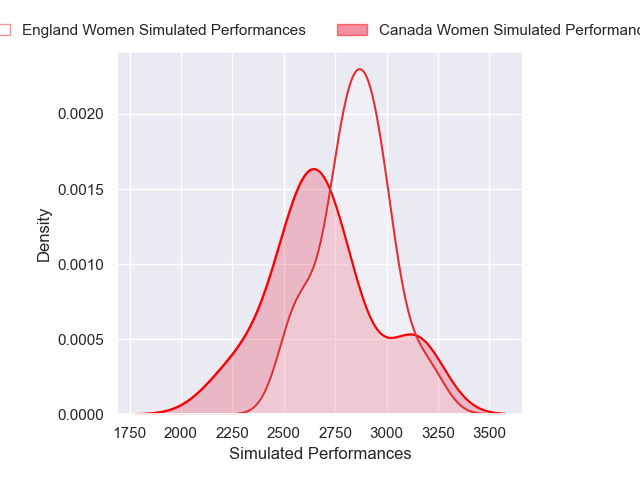 England Women Simulated Performances
Canada Women Simulated
0.0020
0.0015
0.0010
0.0005
0.0000
Density
1750 2000 2250 2500 2750 3000 3250 3500
Simulated Performances